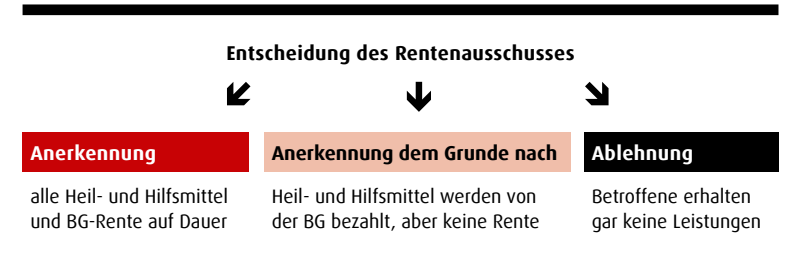 Entscheidung des Rentenausschusses
Anerkennung
alle Heil- und Hilfsmittel
und BG-Rente auf Dauer
Anerkennung dem Grunde nach
Heil- und Hilfsmittel werden von
der BG bezahlt, aber keine Rente
Ablehnung
Betroffene erhalten
gar keine Leistungen